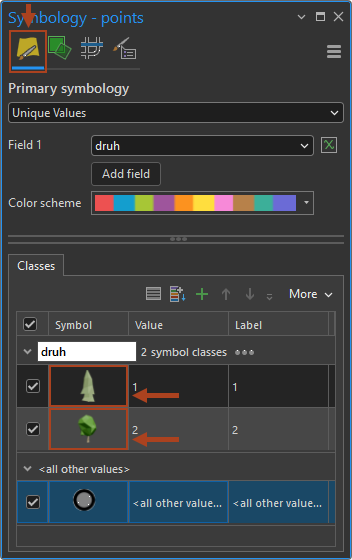 Symbology - points
Primary symbology
Unique Values
Field 1 druh
Add field
Color scheme
Classes
More
Symbol Value Label
druh 2 symbol classes
1 1
2 2
<all other values>
<all other value... <all other value...